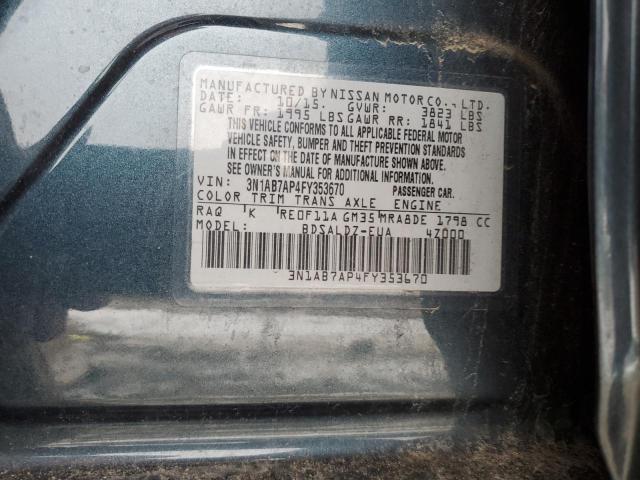 MANUFACTURED BY NISSAN MOTOR CO., LTD.
DATE: 10/15. GVWR: 3823 LBS
GAWR FR: 1995 LBS GAWR RR: 1841 LBS
THIS VEHICLE CONFORMS TO ALL APPLICABLE FEDERAL MOTOR
VEHICLE SAFETY, BUMPER AND THEFT PREVENTION STANDARDS
IN EFFECT ON THE DATE OF MANUFACTURE SHOWN ABOVE.
SEE OWNER'S MANUAL FOR ADDITIONAL INFORMATION.
VIN: 3N1AB7AP4FY353670 PASSENGER CAR.
COLOR TRIM TRANS AXLE ENGINE
RAQ 'K RE0F11A GM35 MRA8DE 1798 CC
MODEL: BDSALDZ-EUA 4Z000
3N1AB7AP4FY353670